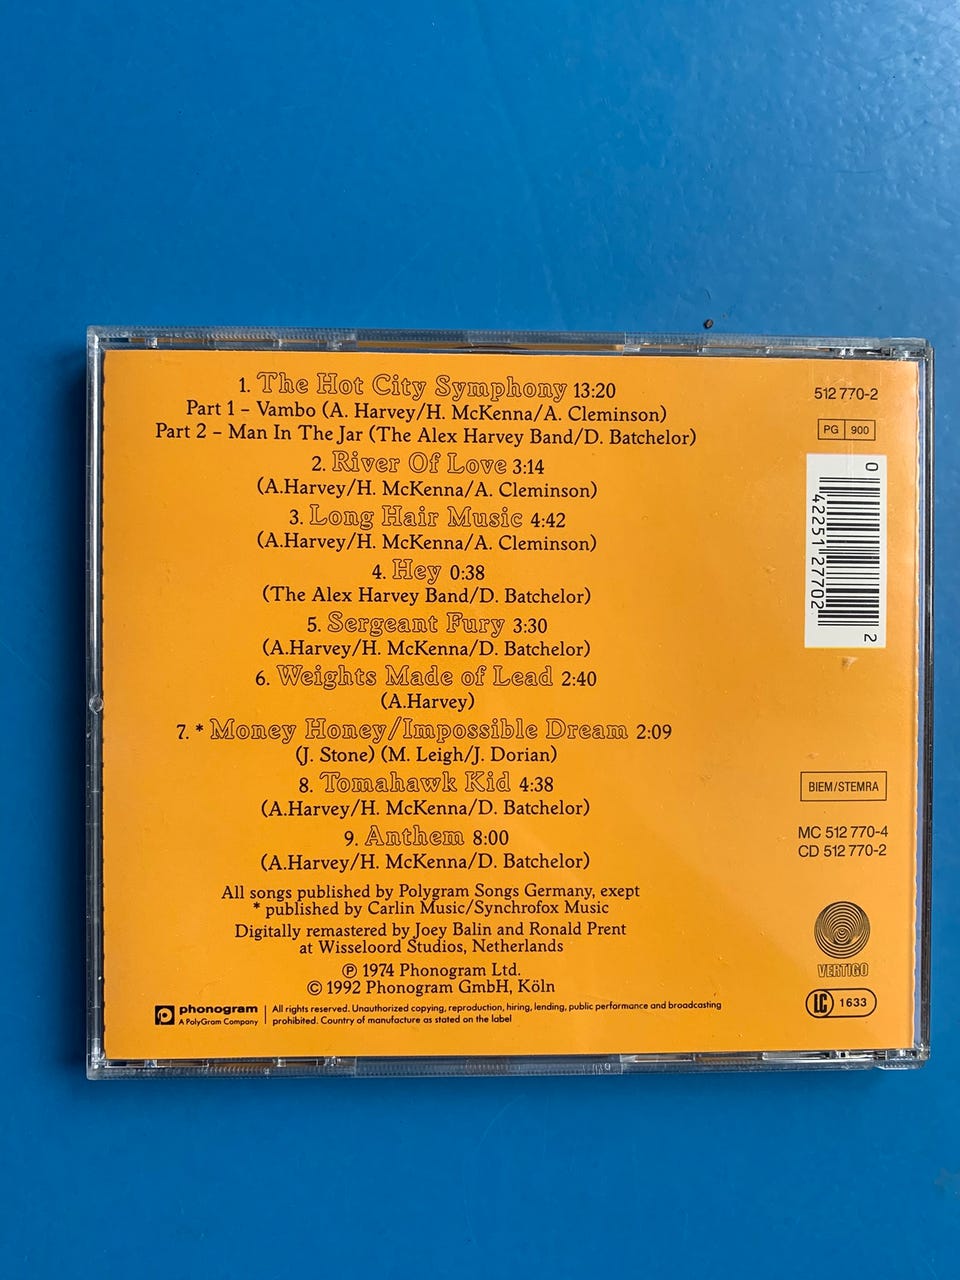 1. The Hot City Symphony 13:20
Part 1 – Vambo (A. Harvey/H. McKenna/A. Cleminson)
Part 2 – Man In The Jar (The Alex Harvey Band/D. Batchelor)
2. River Of Love 3:14
(A.Harvey/H. McKenna/A. Cleminson)
3. Long Hair Music 4:42
(A.Harvey/H. McKenna/A. Cleminson)
4. Hey 0:38
(The Alex Harvey Band/D. Batchelor)
5. Sergeant Fury 3:30
(A.Harvey/H. McKenna/D. Batchelor)
6. Weights Made of Lead 2:40
(A.Harvey)
7. * Money Honey/Impossible Dream 2:09
(J. Stone) (M. Leigh/J. Dorian)
8. Tomahawk Kid 4:38
(A.Harvey/H. McKenna/D. Batchelor)
9. Anthem 8:00
(A.Harvey/H. McKenna/D. Batchelor)
All songs published by Polygram Songs Germany, exept
* published by Carlin Music/Synchrofox Music
Digitally remastered by Joey Balin and Ronald Prent
at Wisseloord Studios, Netherlands
℗ 1974 Phonogram Ltd.
© 1992 Phonogram GmbH, Köln
phonogram
A PolyGram Company
All rights reserved. Unauthorized copying, reproduction, hiring, lending, public performance and broadcasting
prohibited. Country of manufacture as stated on the label
512 770-2
PG 900
0 42251 27702 2
BIEM/STEMRA
MC 512 770-4
CD 512 770-2
VERTIGO
LC 1633